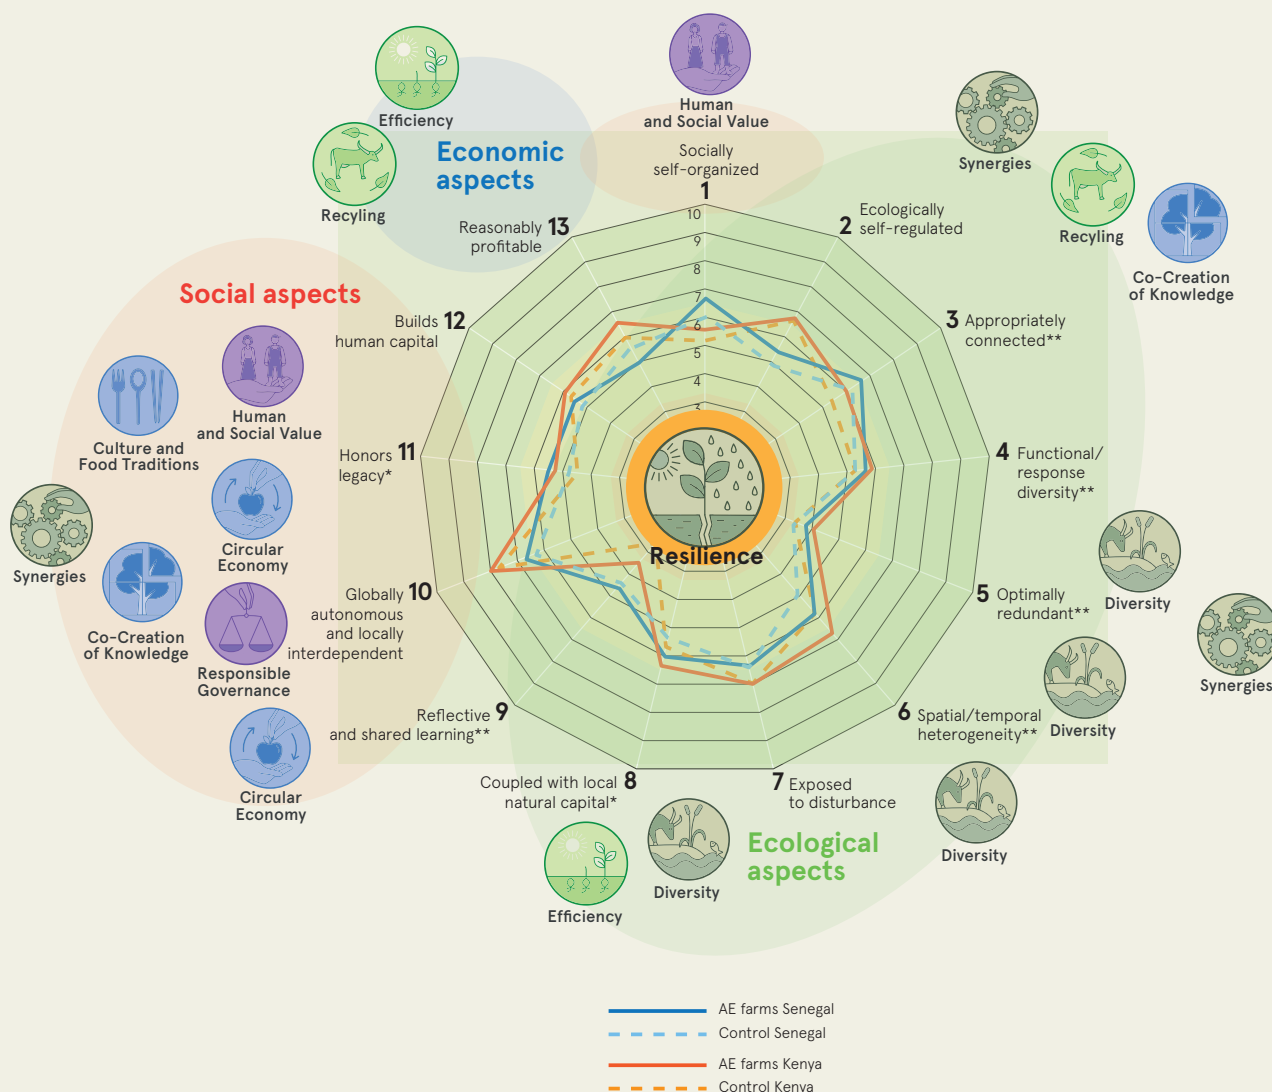 Efficiency
Human
and Social Value
Synergies
Recyling
Economic
aspects
Socially
self-organized
1
Recyling
Co-Creation
of Knowledge
Reasonably
profitable
13
2
Ecologically
self-regulated
10
9
8
7
6
5
4
3
Social aspects
Builds
human capital
12
3
Appropriately
connected**
Human
and Social Value
Culture and
Food Traditions
Honors
legacy*
11
4
Functional/
response
diversity**
Resilience
Synergies
Circular
Economy
Globally
autonomous
and locally
interdependent
10
5
Optimally
redundant**
Diversity
Co-Creation
of Knowledge
Responsible
Governance
Synergies
Reflective
and shared learning**
9
6
Spatial/temporal
heterogeneity**
Diversity
Circular
Economy
Coupled with local
natural capital*
8
7
Exposed
to disturbance
Diversity
Ecological
aspects
Diversity
Efficiency
AE farms Senegal
Control Senegal
AE farms Kenya
Control Kenya